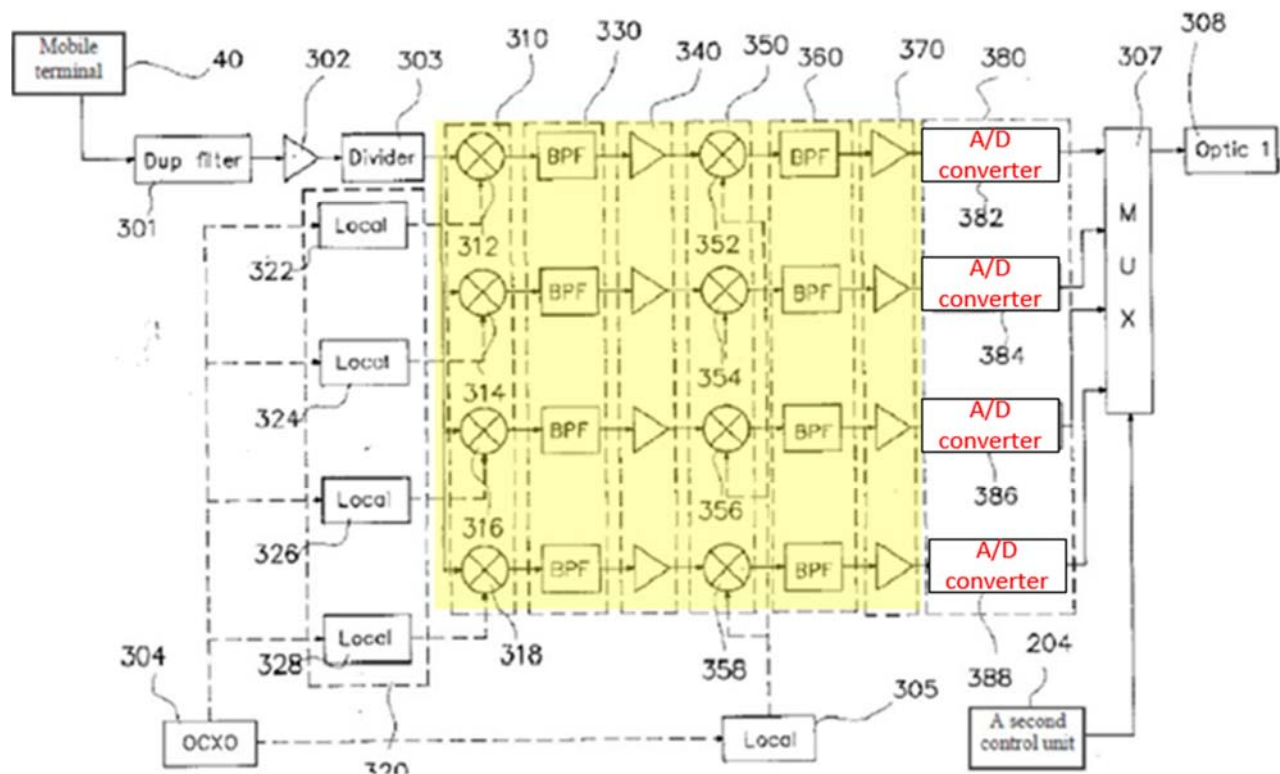 Mobile
terminal
40
302
303
310
330
340
350
360
370
380
307
308
Dup filter
Divider
BPF
BPF
A/D
converter
Optic 1
301
382
Local
322
312
352
BPF
BPF
A/D
converter
M
U
X
384
Local
324
314
354
BPF
BPF
A/D
converter
386
Local
326
316
356
BPF
BPF
A/D
converter
388
Local
328
318
358
304
305
204
OCXO
320
Local
A second
control unit